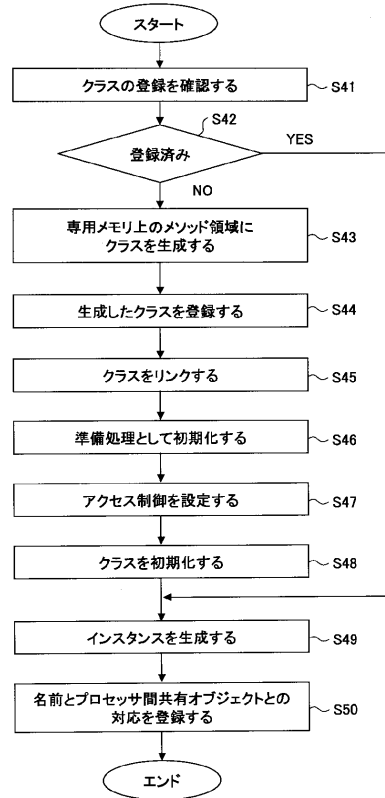 スタート
クラスの登録を確認する
S41
S42
登録済み
YES
NO
専用メモリ上のメソッド領域に
クラスを生成する
S43
生成したクラスを登録する
S44
クラスをリンクする
S45
準備処理として初期化する
S46
アクセス制御を設定する
S47
クラスを初期化する
S48
インスタンスを生成する
S49
名前とプロセッサ間共有オブジェクトとの
対応を登録する
S50
エンド